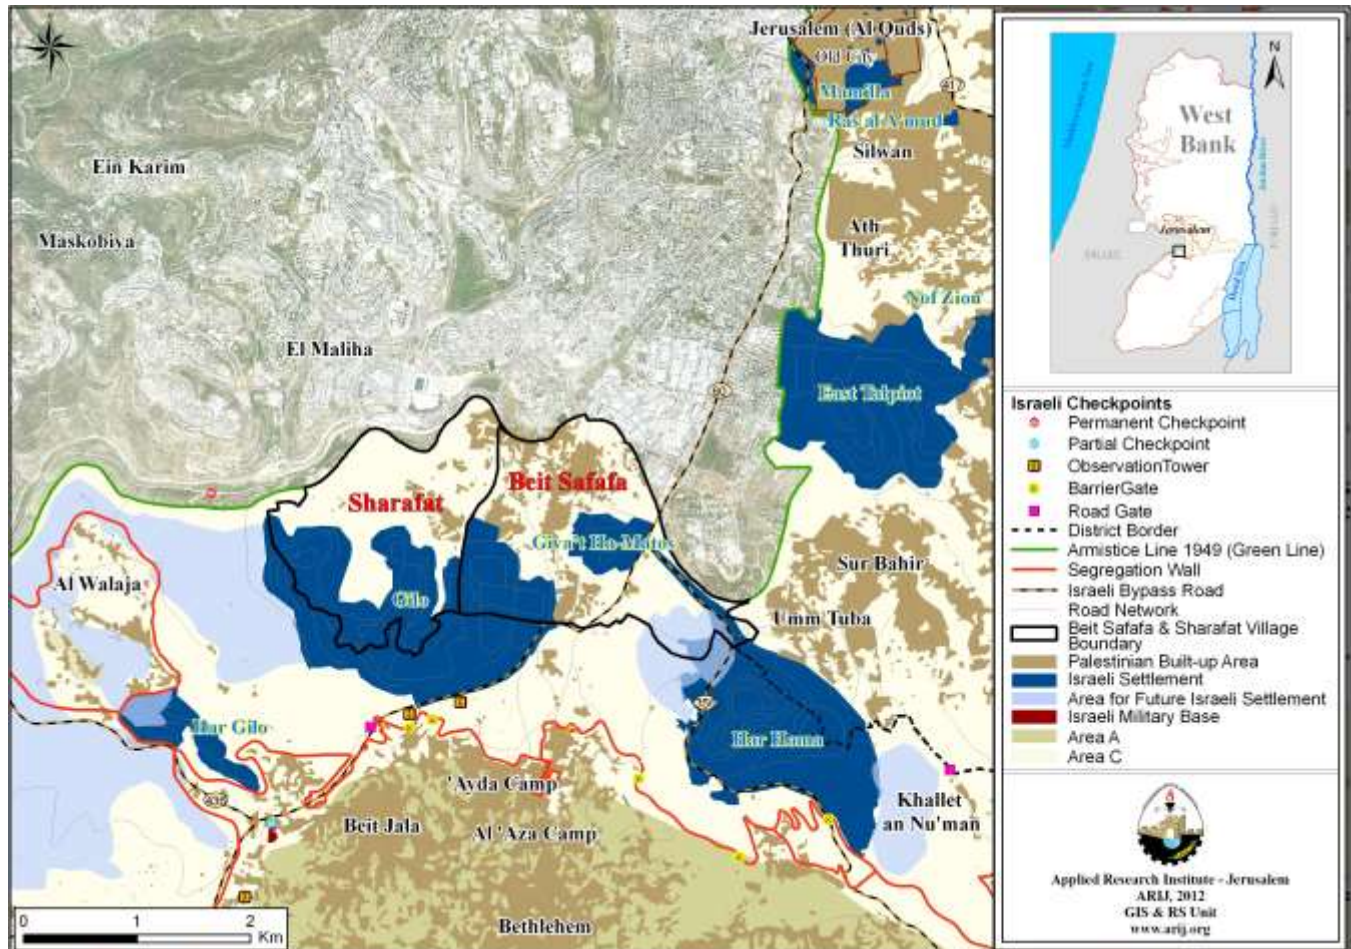 Jerusalem (Al Quds)
Old City
Mamilla
417
Ras al A'mud
Silwan
Ein Karim
Maskobiya
Ath
Thuri
Nof Zion
El Maliha
East Talpiot
Sharafat
Beit Safafa
Giva't Ha-Matos
Gilo
Al Walaja
Sur Bahir
Umm Tuba
Har Gilo
Har Homa
'Ayda Camp
Beit Jala
Al 'Aza Camp
Khallet
an Nu'man
Bethlehem
0 1 2
Km
N
West
Bank
Jerusalem
Dead Sea
Israeli Checkpoints
Permanent Checkpoint
Partial Checkpoint
ObservationTower
BarrierGate
Road Gate
District Border
Armistice Line 1949 (Green Line)
Segregation Wall
Israeli Bypass Road
Road Network
Beit Safafa & Sharafat Village
Boundary
Palestinian Built-up Area
Israeli Settlement
Area for Future Israeli Settlement
Israeli Military Base
Area A
Area C
Applied Research Institute - Jerusalem
ARIJ, 2012
GIS & RS Unit
www.arij.org